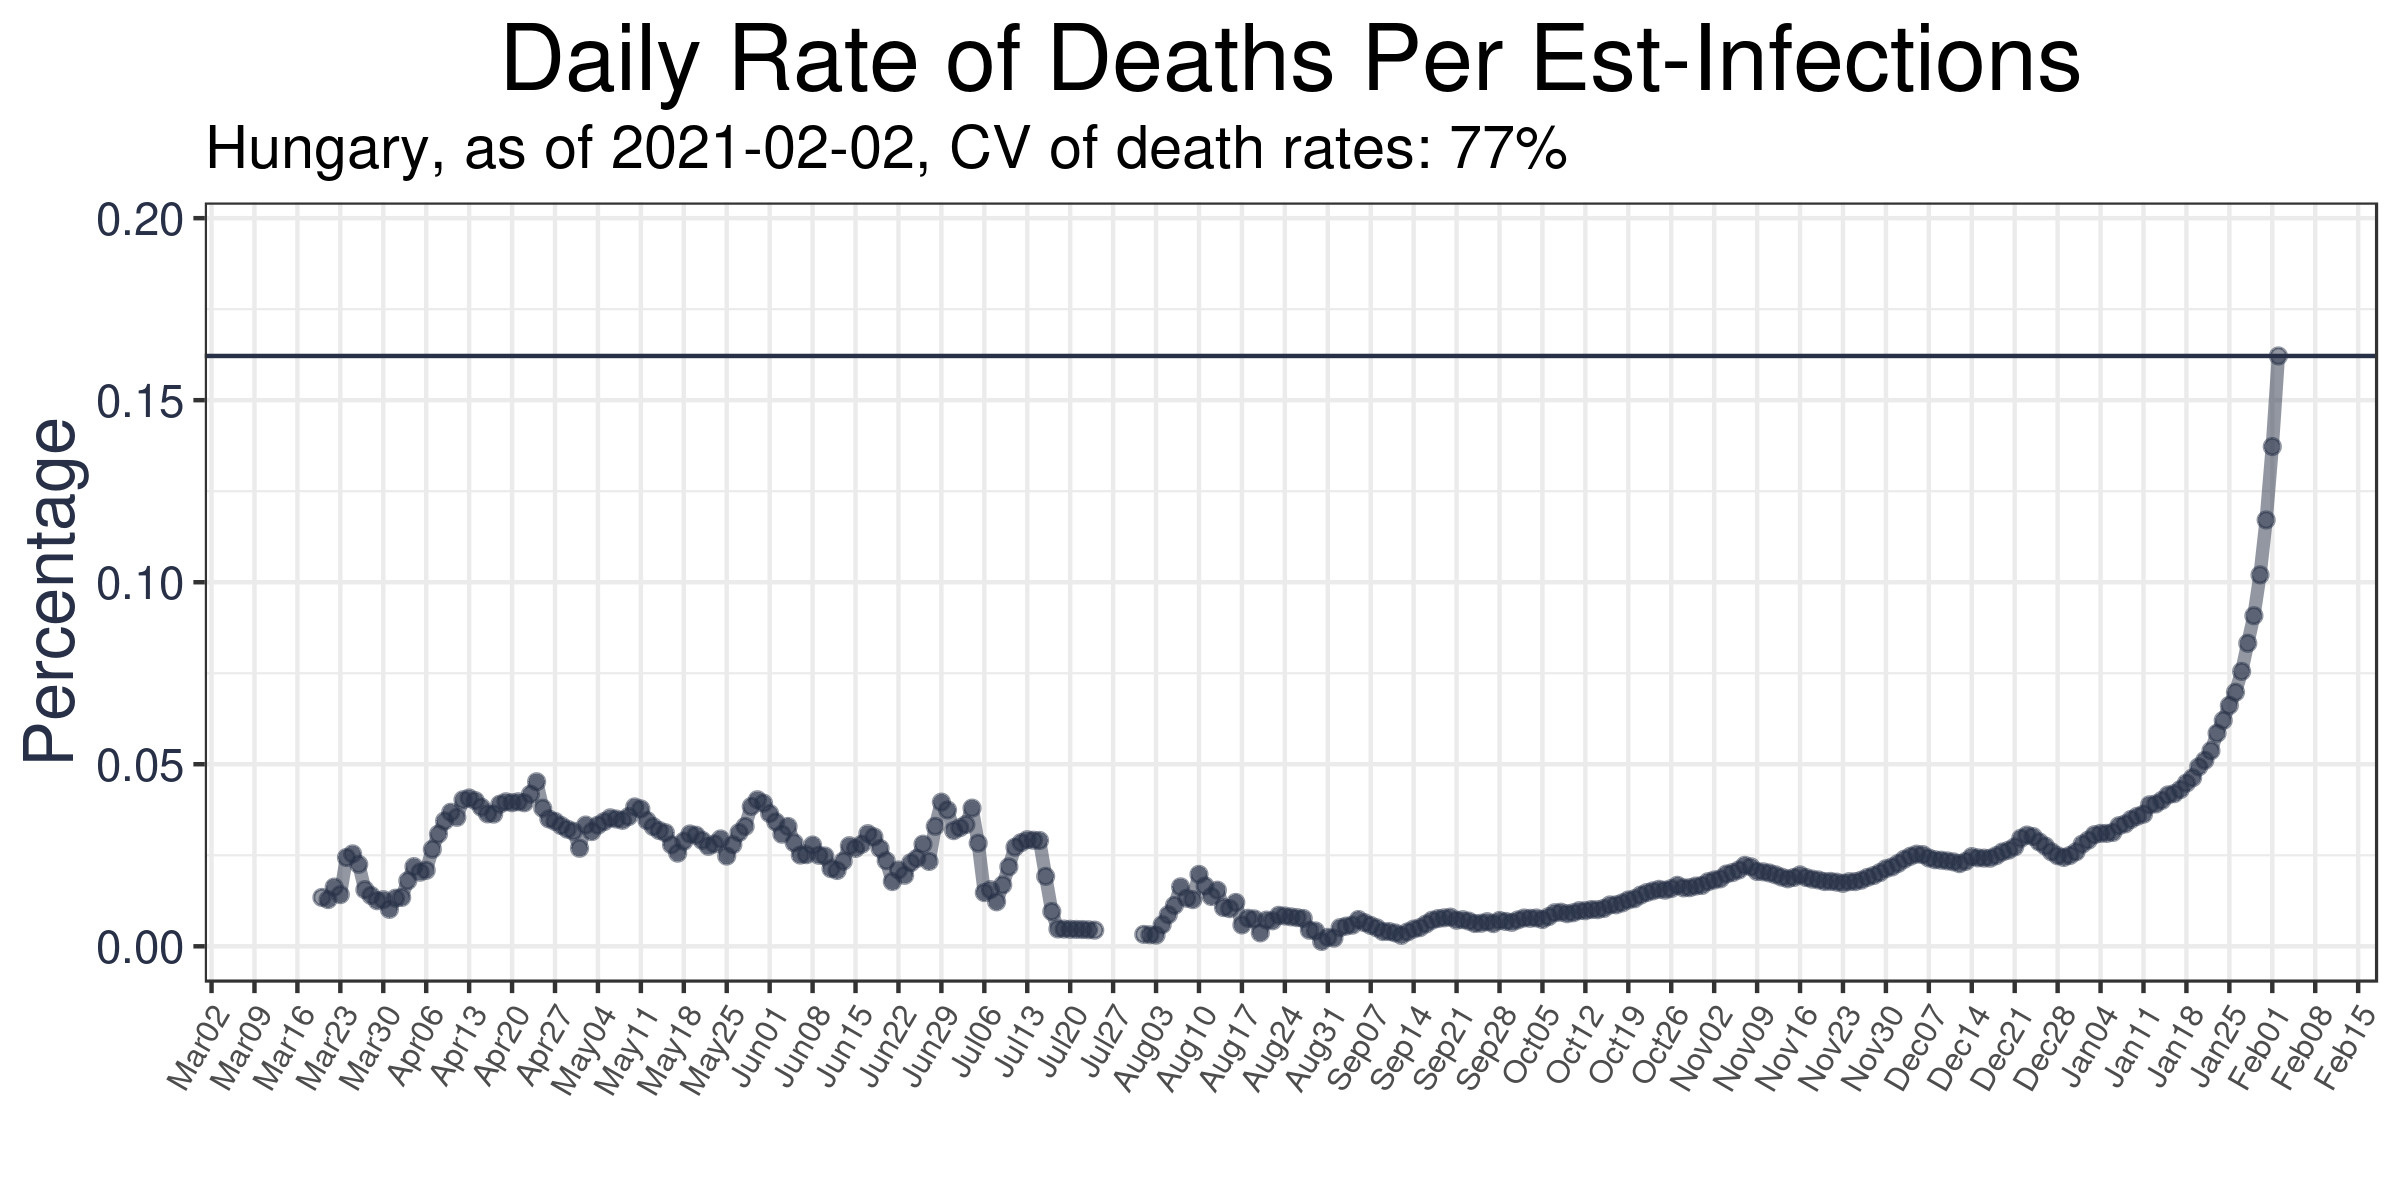 Daily Rate of Deaths Per Est-Infections
Hungary, as of 2021-02-02, CV of death rates: 77%
Percentage
0.20
0.15
0.10
0.05
0.00
Mar02
Mar09
Mar16
Mar23
Mar30
Apr06
Apr13
Apr20
Apr27
May04
May11
May18
May25
Jun01
Jun08
Jun15
Jun22
Jun29
Jul06
Jul13
Jul20
Jul27
Aug03
Aug10
Aug17
Aug24
Aug31
Sep07
Sep14
Sep21
Sep28
Oct05
Oct12
Oct19
Oct26
Nov02
Nov09
Nov16
Nov23
Nov30
Dec07
Dec14
Dec21
Dec28
Jan04
Jan11
Jan18
Jan25
Feb01
Feb08
Feb15